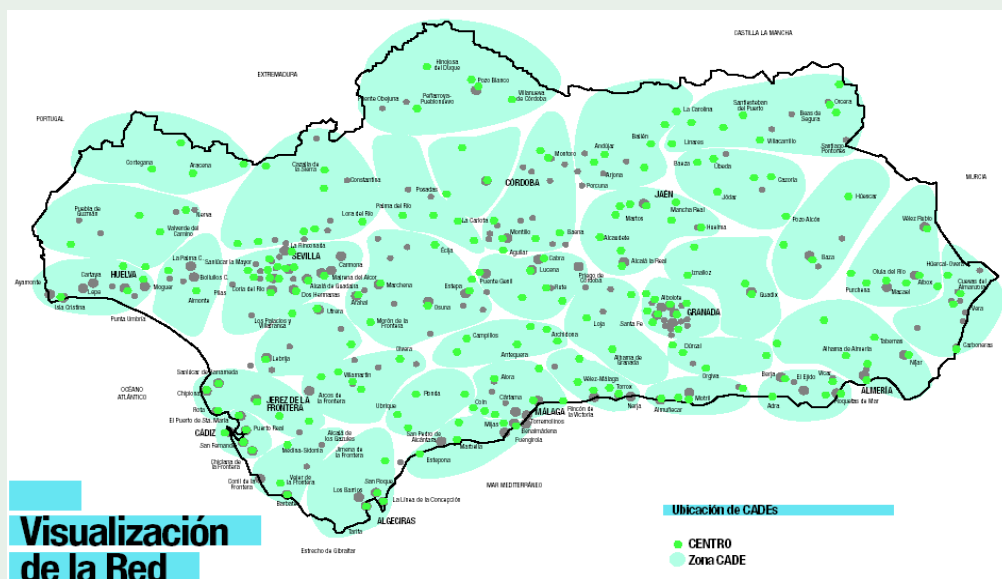 CASTILLA LA MANCHA
EXTREMADURA
PORTUGAL
MURCIA
Hinojosa
del Duque
Pozo Blanco
Fuente Obejuna
Peñarroya-
Pueblonuevo
Villanueva
de Córdoba
La Carolina
Santiesteban
del Puerto
Orcera
Beas de
Segura
Santiago
Pontones
Villacarrillo
Bailén
Linares
Andújar
Montoro
Cortegana
Aracena
Cazalla de
la Sierra
Constantina
Posadas
CÓRDOBA
Arjona
Porcuna
Baeza
Úbeda
Cazorla
JAÉN
Jódar
Huéscar
Puebla de
Guzmán
Nerva
Valverde del
Camino
Palma del Río
Lora del Río
La Carlota
Montilla
Baena
Martos
Mancha Real
Huelma
Pozo Alcón
Vélez Rubio
La Rinconada
SEVILLA
Carmona
Écija
Aguilar
Cabra
Lucena
Alcaudete
Alcalá la Real
Priego de
Córdoba
Iznalloz
Baza
La Palma C.
Sanlúcar la Mayor
HUELVA
Cartaya
Lepe
Ayamonte
Isla Cristina
Moguer
Bollullos C.
Almonte
Pilas
Punta Umbría
Mairena del Alcor
Alcalá de Guadaira
Dos Hermanas
Marchena
Arahal
Utrera
Estepa
Puente Genil
Osuna
Rute
Guadix
Olula del Río
Purchena
Macael
Albox
Huércal-Overa
Cuevas del
Almanzora
Vera
Los Palacios y
Villafranca
Morón de la
Frontera
Campillos
Archidona
Antequera
Loja
Santa Fe
Albolote
GRANADA
Alhama de
Granada
Dúrcal
Alhama de Almería
Tabernas
Carboneras
Níjar
Lebrija
Olvera
Villamartín
Sanlúcar de Barrameda
Chipiona
Rota
OCÉANO
ATLÁNTICO
JEREZ DE LA
FRONTERA
Arcos de
la Frontera
Ubrique
Ronda
Álora
Cártama
Coín
Mijas
MÁLAGA
Torremolinos
Benalmádena
Fuengirola
Rincón de
la Victoria
Vélez-Málaga
Torrox
Nerja
Almuñecar
Motril
Órgiva
Adra
Berja
El Ejido
Vícar
Roquetas de Mar
ALMERÍA
El Puerto de Sta. María
Puerto Real
CÁDIZ
San Fernando
Chiclana de
la Frontera
Medina-Sidonia
Alcalá de
los Gazules
Jimena de
la Frontera
San Pedro de
Alcántara
Marbella
Estepona
Conil de la
Frontera
Vejer de
la Frontera
Barbate
Los Barrios
San Roque
La Línea de la Concepción
ALGECIRAS
Tarifa
MAR MEDITERRÁNEO
Estrecho de Gibraltar
Visualización
de la Red
Ubicación de CADEs
CENTRO
Zona CADE